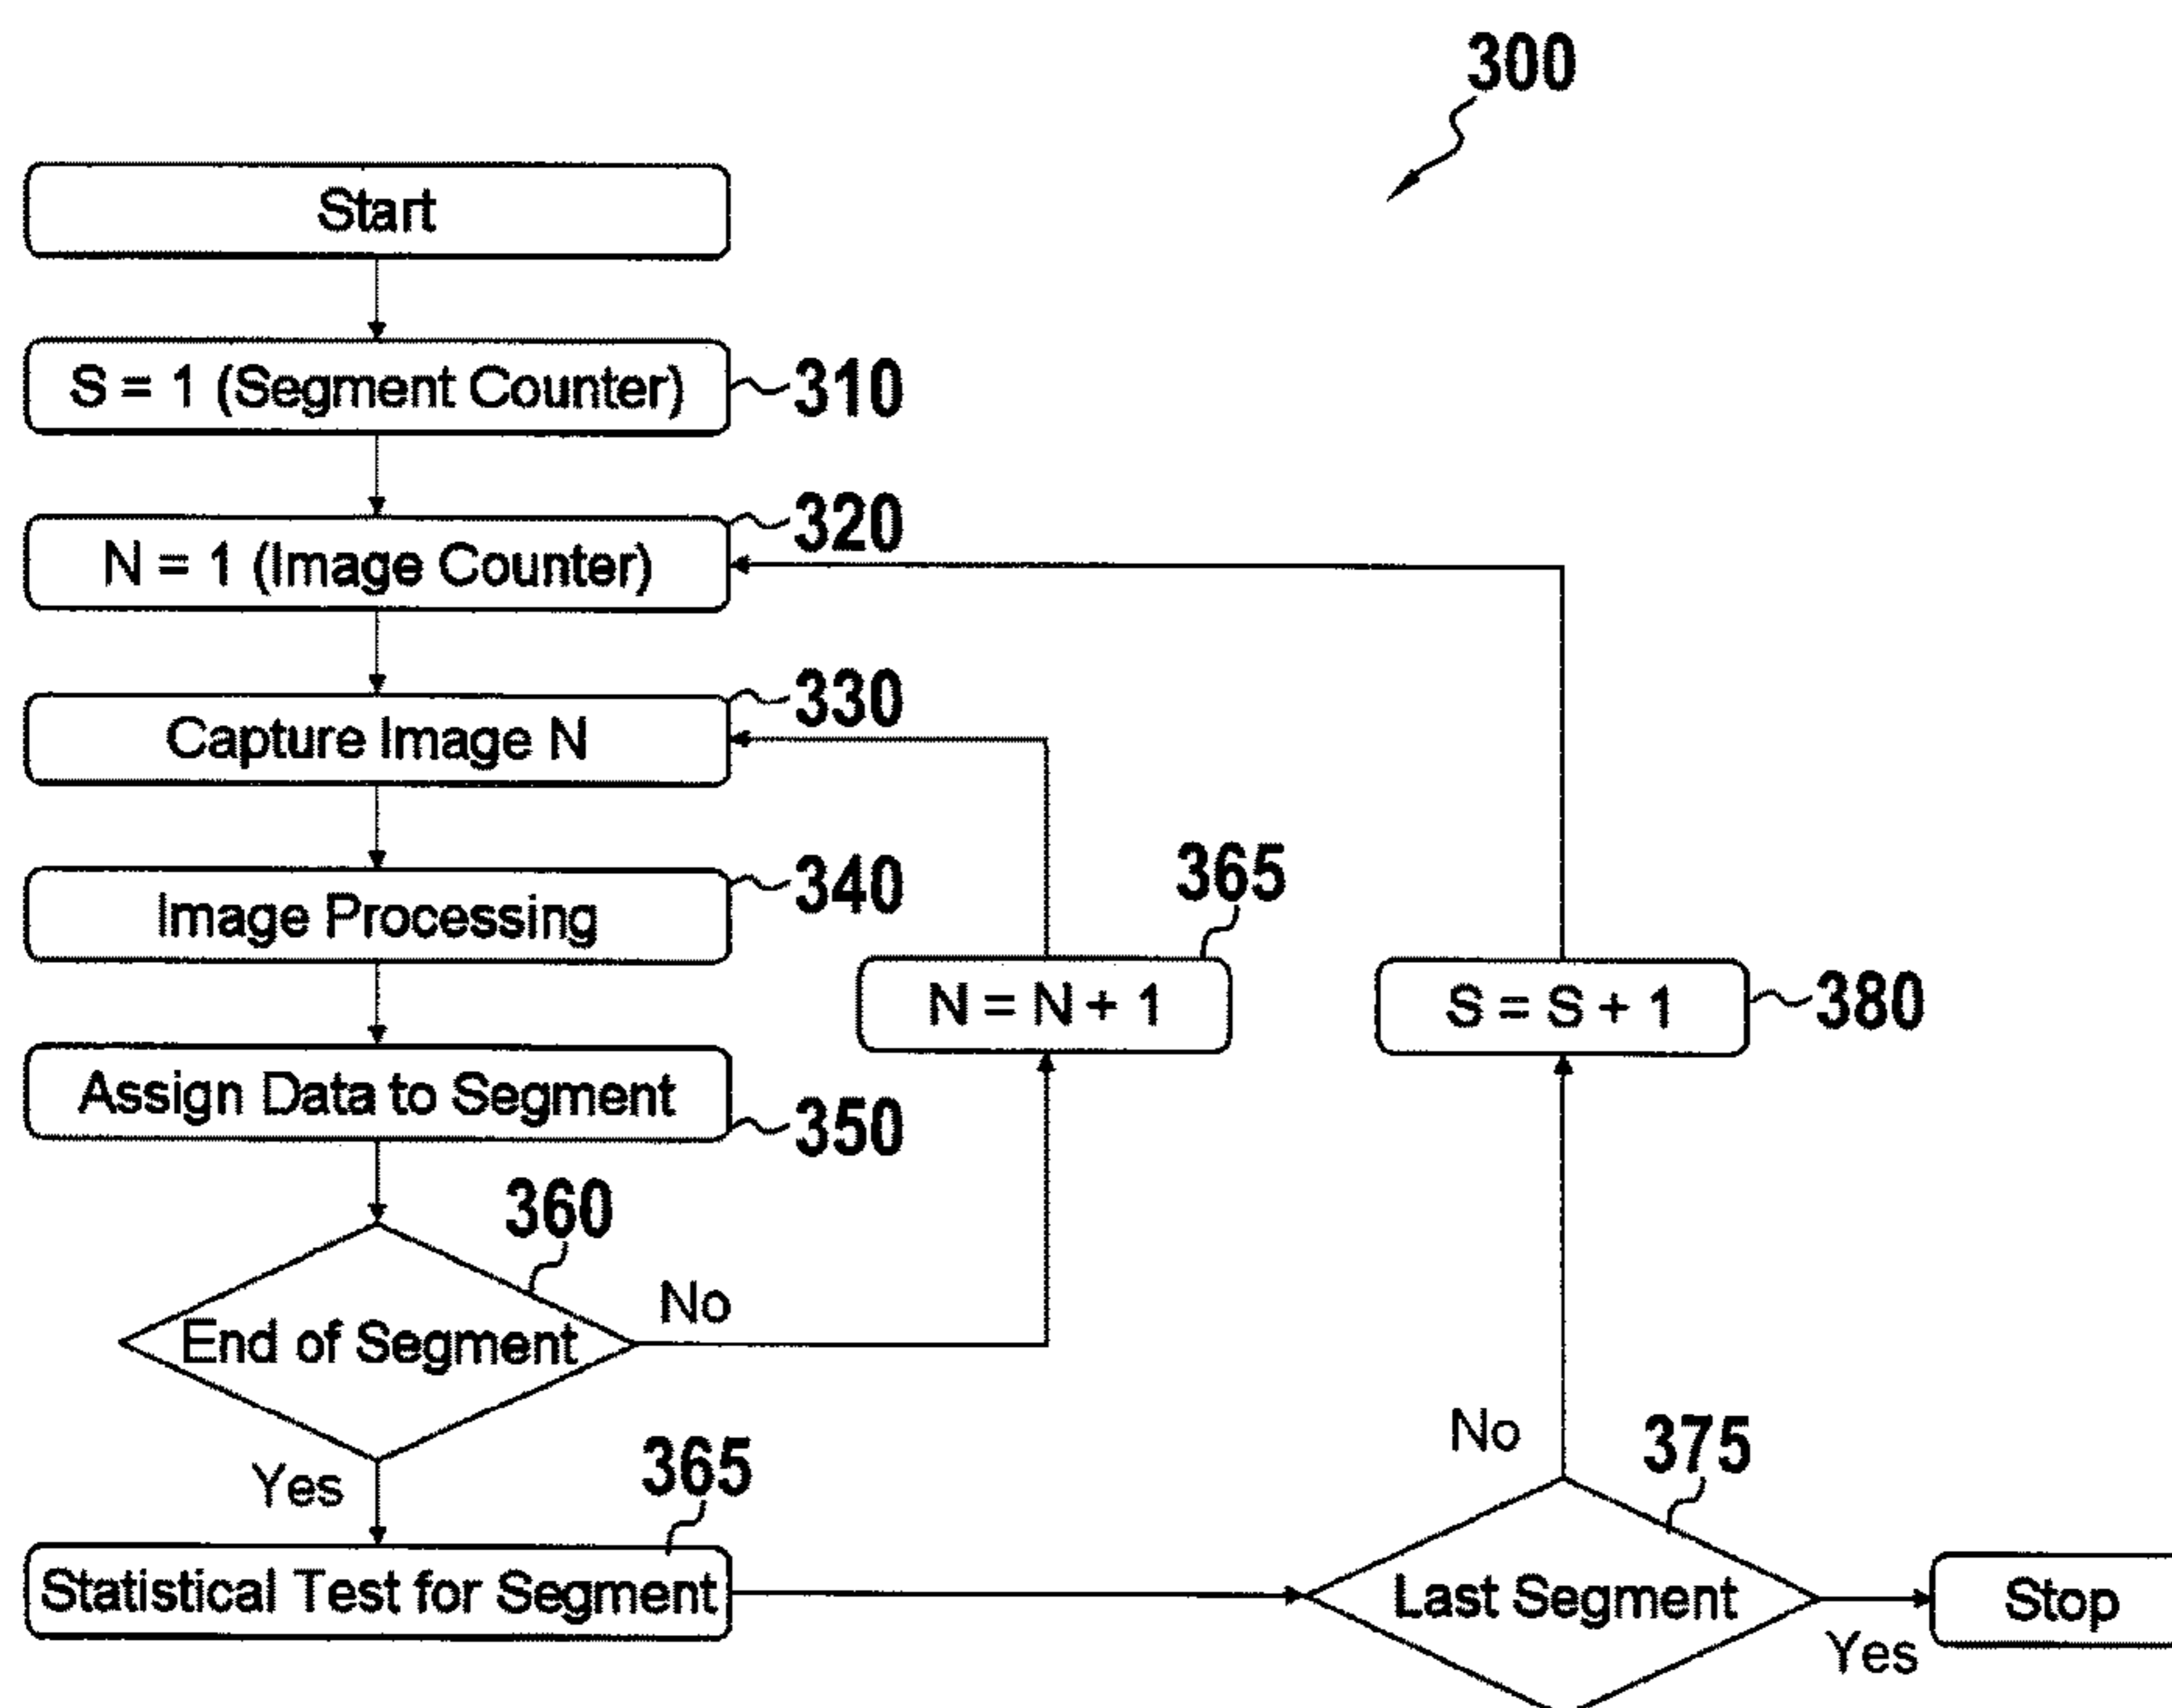 300
Start
S = 1 (Segment Counter)
310
N = 1 (Image Counter)
320
Capture Image N
330
Image Processing
340
365
N = N + 1
S = S + 1
380
Assign Data to Segment
350
360
End of Segment
No
Yes
365
Statistical Test for Segment
No
375
Last Segment
Yes
Stop